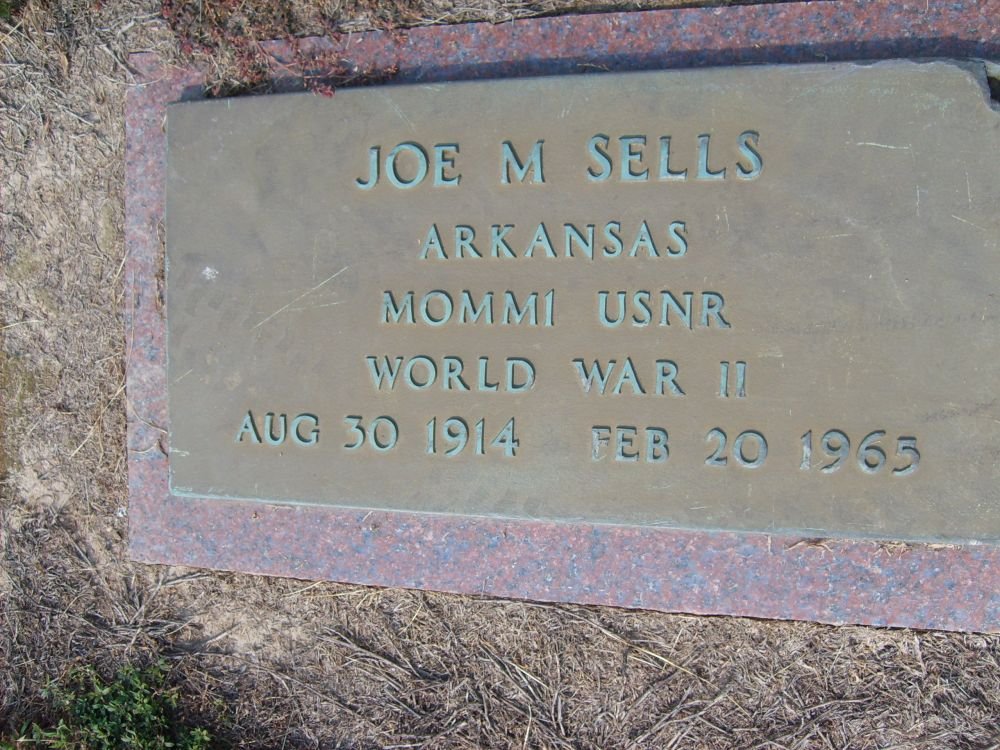 JOE M SELLS
ARKANSAS
MOMM1 USNR
WORLD WAR II
AUG 30 1914 FEB 20 1965